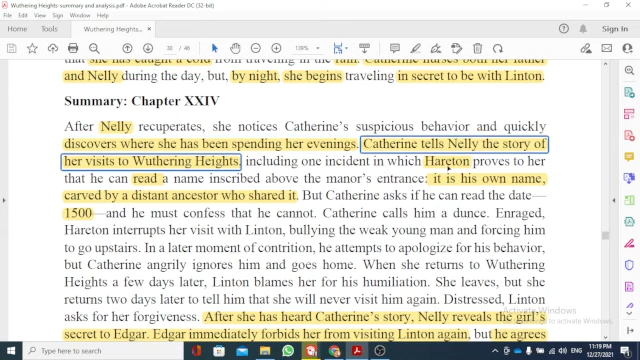 Wuthering Heights-summary and analysis.pdf - Adobe Acrobat Reader DC (32-bit)
File Edit View Sign Window Help
Home Tools Wuthering Heights-... ×
38 / 46 139%
that she has caught a cold from traveling in the rain. Catherine nurses both her father
and Nelly during the day, but, by night, she begins traveling in secret to be with Linton.
Summary: Chapter XXIV
After Nelly recuperates, she notices Catherine's suspicious behavior and quickly
discovers where she has been spending her evenings. Catherine tells Nelly the story of
her visits to Wuthering Heights, including one incident in which Hareton proves to her
that he can read a name inscribed above the manor's entrance: it is his own name,
carved by a distant ancestor who shared it. But Catherine asks if he can read the date—
1500—and he must confess that he cannot. Catherine calls him a dunce. Enraged,
Hareton interrupts her visit with Linton, bullying the weak young man and forcing him
to go upstairs. In a later moment of contrition, he attempts to apologize for his behavior,
but Catherine angrily ignores him and goes home. When she returns to Wuthering
Heights a few days later, Linton blames her for his humiliation. She leaves, but she
returns two days later to tell him that she will never visit him again. Distressed, Linton
asks for her forgiveness. After she has heard Catherine's story, Nelly reveals the girl's
secret to Edgar. Edgar immediately forbids her from visiting Linton again, but he agrees
Activate Windows
to activate Windows.
Type here to search
ENG
11:19 PM
12/27/2021